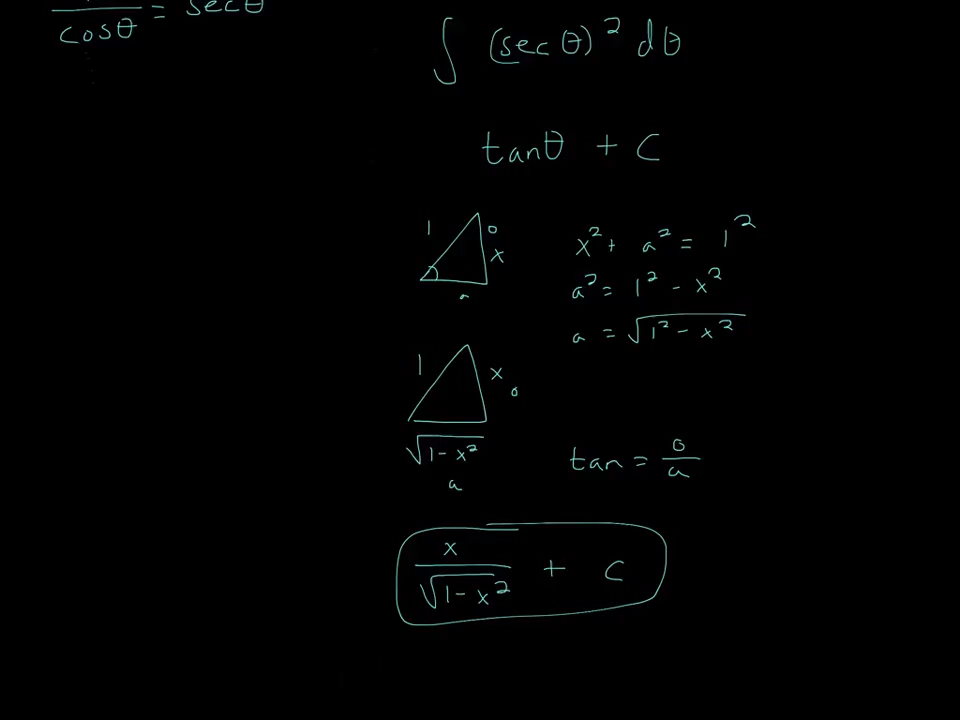 cosθ = secθ
∫ (secθ)² dθ
tanθ + C
1 o x a
x² + a² = 1²
a² = 1² - x²
a = √(1² - x²)
1 x o √(1-x²) a
tan = o/a
x/√(1-x²) + C